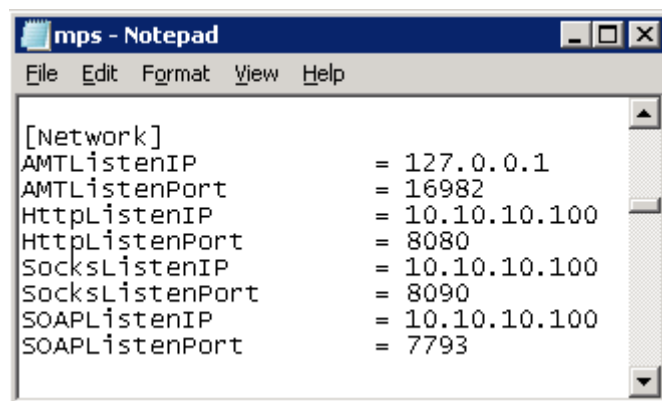 mps - Notepad
File Edit Format View Help
[Network]
AMTListenIP = 127.0.0.1
AMTListenPort = 16982
HttpListenIP = 10.10.10.100
HttpListenPort = 8080
SocksListenIP = 10.10.10.100
SocksListenPort = 8090
SOAPListenIP = 10.10.10.100
SOAPListenPort = 7793